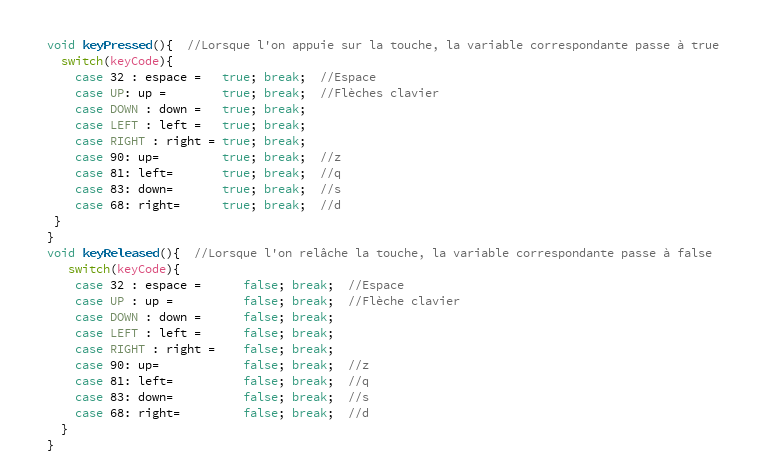 void keyPressed(){  //Lorsque l'on appuie sur la touche, la variable correspondante passe à true
  switch(keyCode){
    case 32 : espace =   true; break;  //Espace
    case UP: up =        true; break;  //Flèches clavier
    case DOWN : down =   true; break;
    case LEFT : left =   true; break;
    case RIGHT : right = true; break;
    case 90: up=         true; break;  //z
    case 81: left=       true; break;  //q
    case 83: down=       true; break;  //s
    case 68: right=      true; break;  //d
 }
}
void keyReleased(){  //Lorsque l'on relâche la touche, la variable correspondante passe à false
   switch(keyCode){
    case 32 : espace =      false; break;  //Espace
    case UP : up =          false; break;  //Flèche clavier
    case DOWN : down =      false; break;
    case LEFT : left =      false; break;
    case RIGHT : right =    false; break;
    case 90: up=            false; break;  //z
    case 81: left=          false; break;  //q
    case 83: down=          false; break;  //s
    case 68: right=         false; break;  //d
  }
}